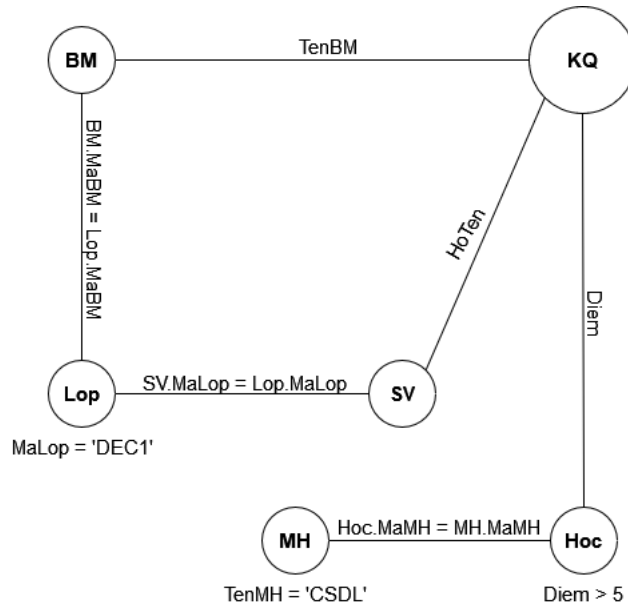 BM
TenBM
KQ
BM.MaBM = Lop.MaBM
HoTen
Diem
Lop
SV.MaLop = Lop.MaLop
SV
MaLop = 'DEC1'
MH
Hoc.MaMH = MH.MaMH
Hoc
TenMH = 'CSDL'
Diem > 5